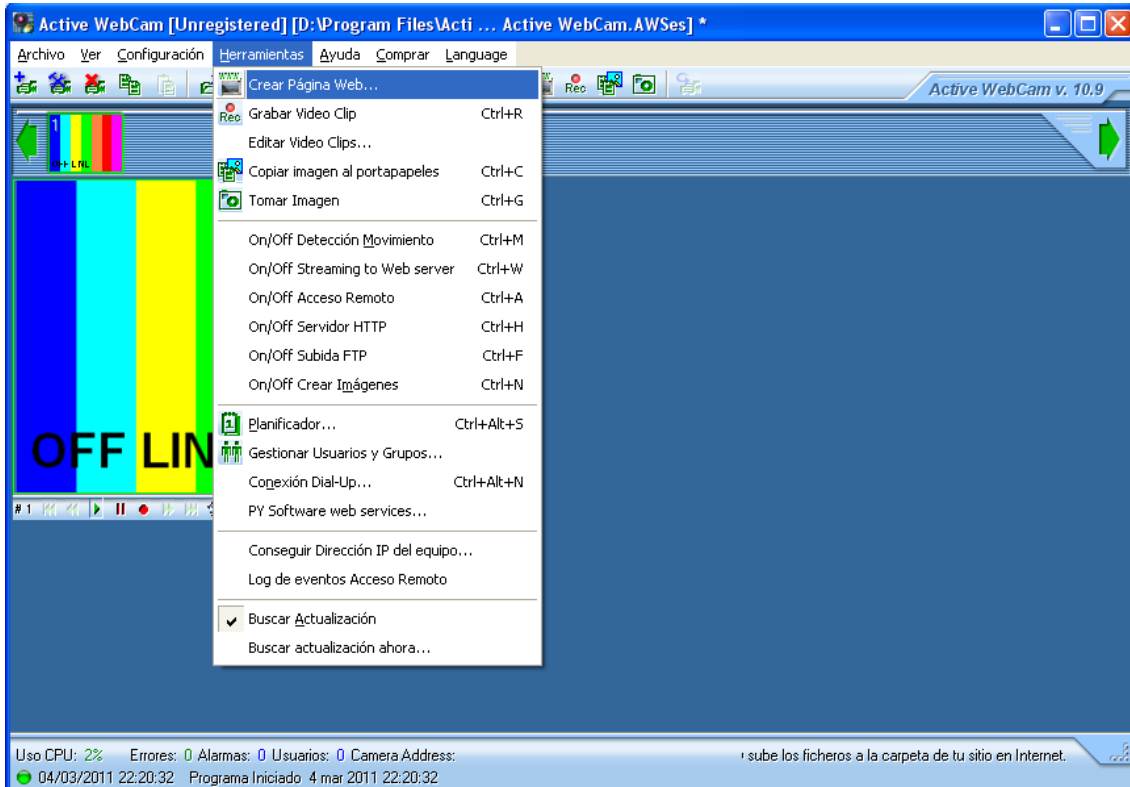 Active WebCam [Unregistered] [D:\Program Files\Acti ... Active WebCam.AWSes] *
Archivo Ver Configuración Herramientas Ayuda Comprar Language
Rec
Active WebCam v. 10.9
1
OFF LIN
Crear Página Web...
Rec Grabar Video Clip Ctrl+R
Editar Video Clips...
Copiar imagen al portapapeles Ctrl+C
Tomar Imagen Ctrl+G
On/Off Detección Movimiento Ctrl+M
On/Off Streaming to Web server Ctrl+W
On/Off Acceso Remoto Ctrl+A
On/Off Servidor HTTP Ctrl+H
On/Off Subida FTP Ctrl+F
On/Off Crear Imágenes Ctrl+N
Planificador... Ctrl+Alt+S
Gestionar Usuarios y Grupos...
Conexión Dial-Up... Ctrl+Alt+N
PY Software web services...
Conseguir Dirección IP del equipo...
Log de eventos Acceso Remoto
Buscar Actualización
Buscar actualización ahora...
# 1
Uso CPU: 2% Errores: 0 Alarmas: 0 Usuarios: 0 Camera Address:
sube los ficheros a la carpeta de tu sitio en Internet.
04/03/2011 22:20:32 Programa Iniciado 4 mar 2011 22:20:32